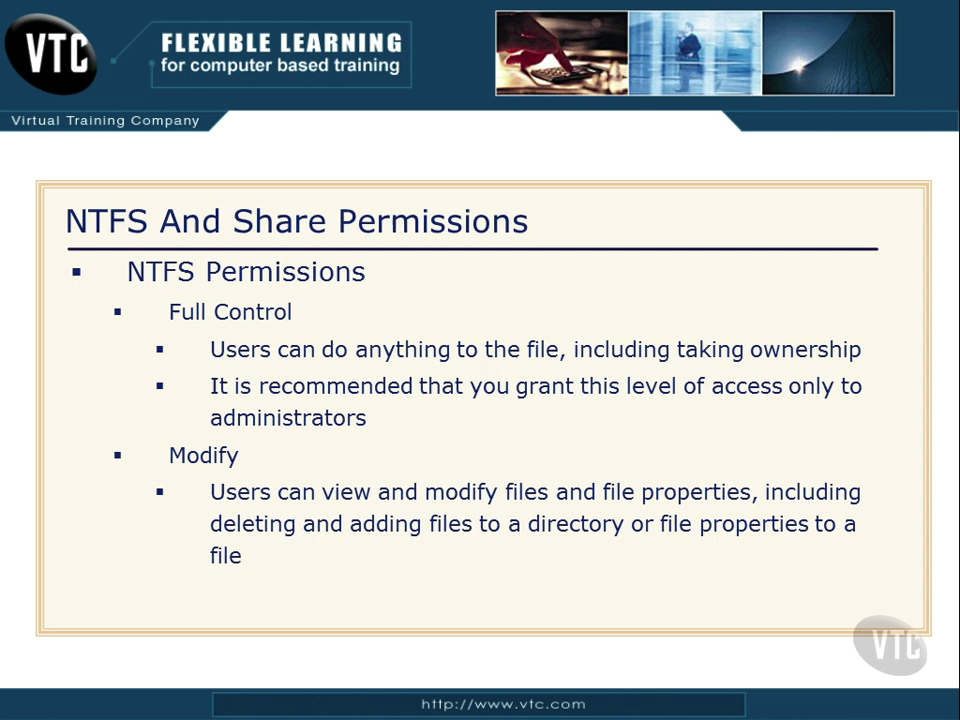 VTC
FLEXIBLE LEARNING
for computer based training
Virtual Training Company
NTFS And Share Permissions
▪ NTFS Permissions
▪ Full Control
▪ Users can do anything to the file, including taking ownership
▪ It is recommended that you grant this level of access only to
administrators
▪ Modify
▪ Users can view and modify files and file properties, including
deleting and adding files to a directory or file properties to a
file
VTC
http://www.vtc.com